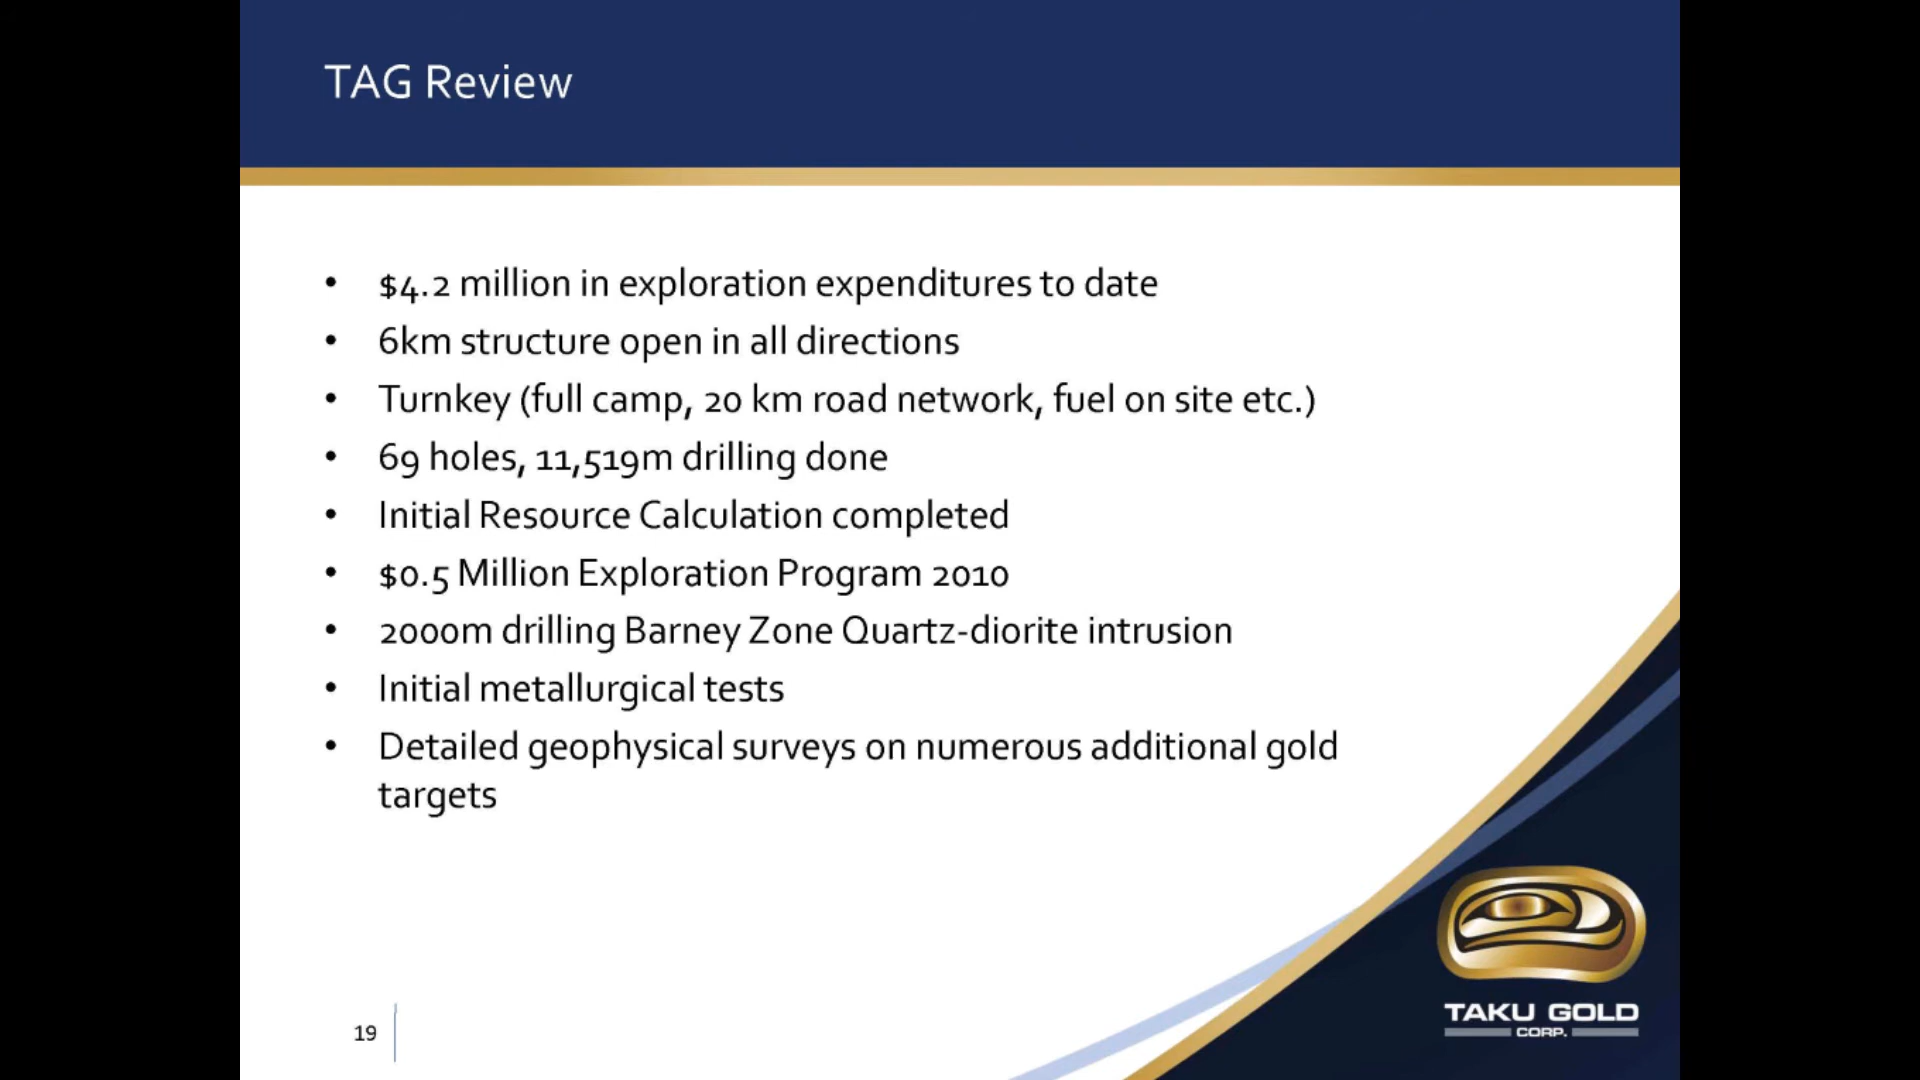 TAG Review
• $4.2 million in exploration expenditures to date
• 6km structure open in all directions
• Turnkey (full camp, 20 km road network, fuel on site etc.)
• 69 holes, 11,519m drilling done
• Initial Resource Calculation completed
• $0.5 Million Exploration Program 2010
• 2000m drilling Barney Zone Quartz-diorite intrusion
• Initial metallurgical tests
• Detailed geophysical surveys on numerous additional gold
targets
TAKU GOLD
CORP.
19